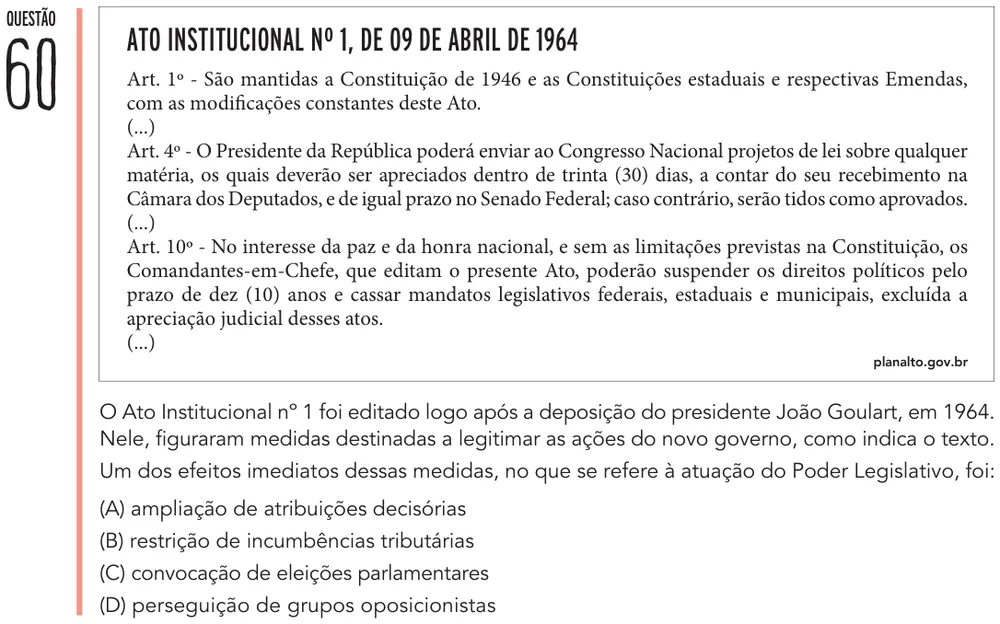 QUESTÃO
60
ATO INSTITUCIONAL Nº 1, DE 09 DE ABRIL DE 1964
Art. 1º - São mantidas a Constituição de 1946 e as Constituições estaduais e respectivas Emendas,
com as modificações constantes deste Ato.
(...)
Art. 4º - O Presidente da República poderá enviar ao Congresso Nacional projetos de lei sobre qualquer
matéria, os quais deverão ser apreciados dentro de trinta (30) dias, a contar do seu recebimento na
Câmara dos Deputados, e de igual prazo no Senado Federal; caso contrário, serão tidos como aprovados.
(...)
Art. 10º - No interesse da paz e da honra nacional, e sem as limitações previstas na Constituição, os
Comandantes-em-Chefe, que editam o presente Ato, poderão suspender os direitos políticos pelo
prazo de dez (10) anos e cassar mandatos legislativos federais, estaduais e municipais, excluída a
apreciação judicial desses atos.
(...)
planalto.gov.br
O Ato Institucional nº 1 foi editado logo após a deposição do presidente João Goulart, em 1964.
Nele, figuraram medidas destinadas a legitimar as ações do novo governo, como indica o texto.
Um dos efeitos imediatos dessas medidas, no que se refere à atuação do Poder Legislativo, foi:
(A) ampliação de atribuições decisórias
(B) restrição de incumbências tributárias
(C) convocação de eleições parlamentares
(D) perseguição de grupos oposicionistas